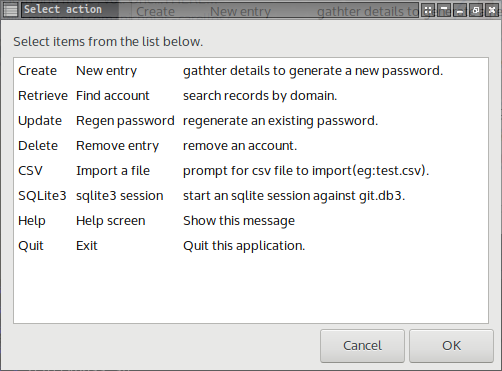 Select action
Create New entry gathter details to gene
Select items from the list below.
Create New entry gathter details to generate a new password.
Retrieve Find account search records by domain.
Update Regen password regenerate an existing password.
Delete Remove entry remove an account.
CSV Import a file prompt for csv file to import(eg:test.csv).
SQLite3 sqlite3 session start an sqlite session against git.db3.
Help Help screen Show this message
Quit Exit Quit this application.
Cancel OK